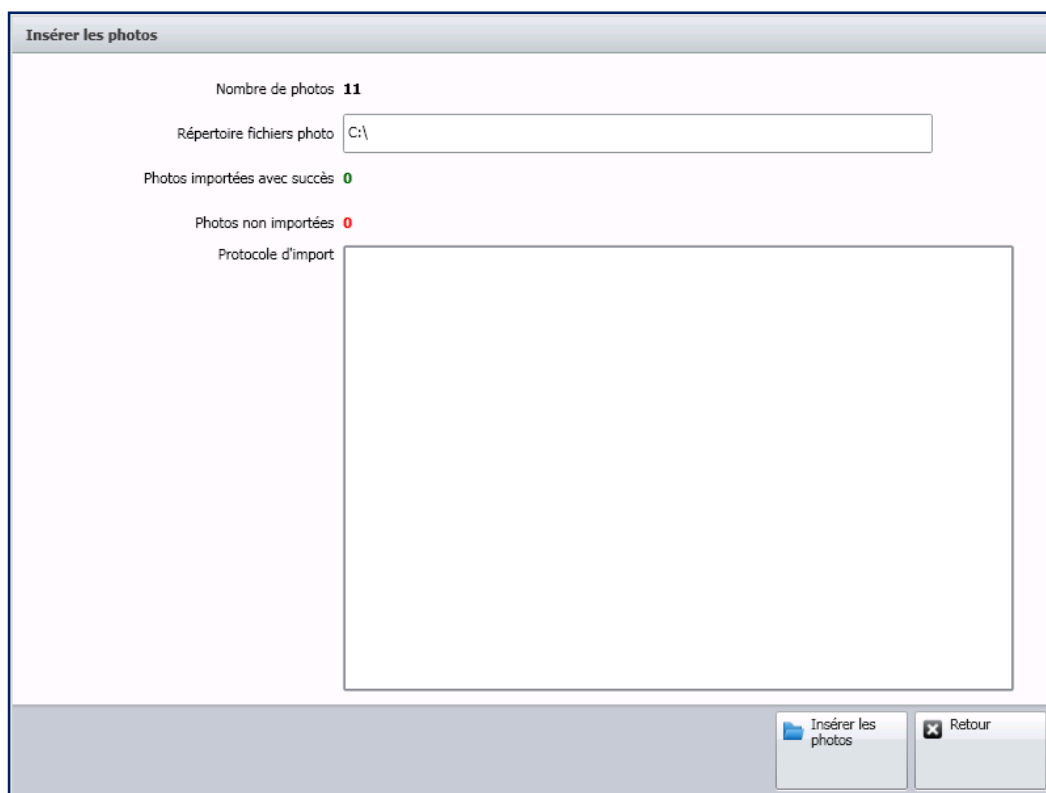 Insérer les photos
Nombre de photos 11
Répertoire fichiers photo C:\
Photos importées avec succès 0
Photos non importées 0
Protocole d'import
Insérer les
photos
Retour